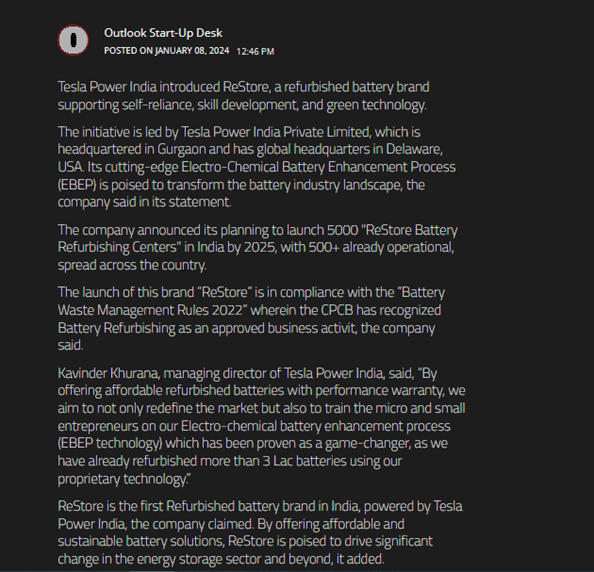 Outlook Start-Up Desk
POSTED ON JANUARY 08, 2024 12:46 PM
Tesla Power India introduced ReStore, a refurbished battery brand
supporting self-reliance, skill development, and green technology.
The initiative is led by Tesla Power India Private Limited, which is
headquartered in Gurgaon and has global headquarters in Delaware,
USA. Its cutting-edge Electro-Chemical Battery Enhancement Process
(EBEP) is poised to transform the battery industry landscape, the
company said in its statement.
The company announced its planning to launch 5000 "ReStore Battery
Refurbishing Centers" in India by 2025, with 500+ already operational,
spread across the country.
The launch of this brand “ReStore” is in compliance with the “Battery
Waste Management Rules 2022” wherein the CPCB has recognized
Battery Refurbishing as an approved business activit, the company
said.
Kavinder Khurana, managing director of Tesla Power India, said, “By
offering affordable refurbished batteries with performance warranty, we
aim to not only redefine the market but also to train the micro and small
entrepreneurs on our Electro-chemical battery enhancement process
(EBEP technology) which has been proven as a game-changer, as we
have already refurbished more than 3 Lac batteries using our
proprietary technology.”
ReStore is the first Refurbished battery brand in India, powered by Tesla
Power India, the company claimed. By offering affordable and
sustainable battery solutions, ReStore is poised to drive significant
change in the energy storage sector and beyond, it added.